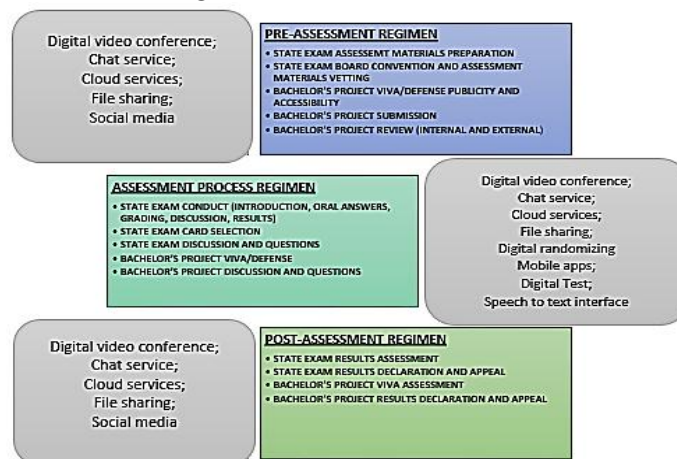 Digital video conference;
Chat service;
Cloud services;
File sharing;
Social media
PRE-ASSESSMENT REGIMEN
• STATE EXAM ASSESSEMT MATERIALS PREPARATION
• STATE EXAM BOARD CONVENTION AND ASSESSMENT
MATERIALS VETTING
• BACHELOR'S PROJECT VIVA/DEFENSE PUBLICITY AND
ACCESSIBILITY
• BACHELOR'S PROJECT SUBMISSION
• BACHELOR'S PROJECT REVIEW (INTERNAL AND EXTERNAL)
ASSESSMENT PROCESS REGIMEN
• STATE EXAM CONDUCT (INTRODUCTION, ORAL ANSWERS,
GRADING, DISCUSSION, RESULTS)
• STATE EXAM CARD SELECTION
• STATE EXAM DISCUSSION AND QUESTIONS
• BACHELOR'S PROJECT VIVA/DEFENSE
• BACHELOR'S PROJECT DISCUSSION AND QUESTIONS
Digital video conference;
Chat service;
Cloud services;
File sharing;
Digital randomizing
Mobile apps;
Digital Test;
Speech to text interface
Digital video conference;
Chat service;
Cloud services;
File sharing;
Social media
POST-ASSESSMENT REGIMEN
• STATE EXAM RESULTS ASSESSMENT
• STATE EXAM RESULTS DECLARATION AND APPEAL
• BACHELOR'S PROJECT VIVA ASSESSMENT
• BACHELOR'S PROJECT RESULTS DECLARATION AND APPEAL